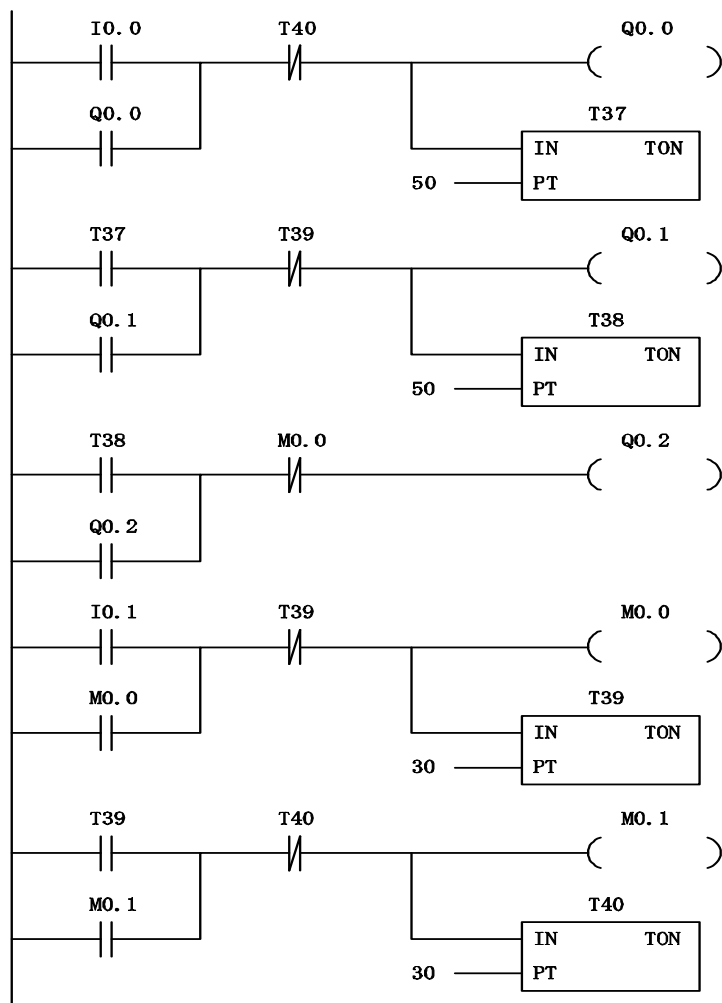 I0.0 T40 Q0.0
Q0.0 T37
IN TON
50 PT
T37 T39 Q0.1
Q0.1 T38
IN TON
50 PT
T38 M0.0 Q0.2
Q0.2
I0.1 T39 M0.0
M0.0 T39
IN TON
30 PT
T39 T40 M0.1
M0.1 T40
IN TON
30 PT